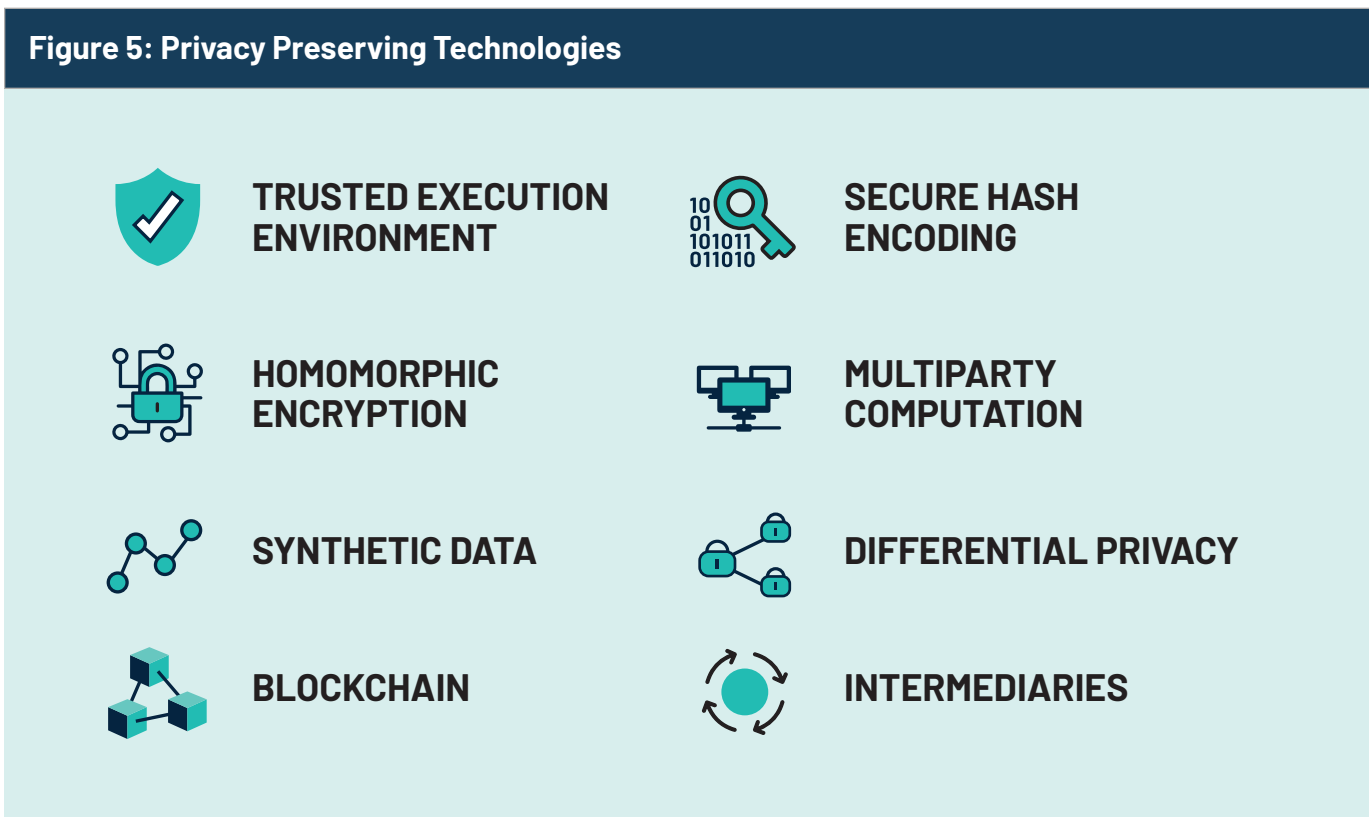 Figure 5: Privacy Preserving Technologies
TRUSTED EXECUTION
ENVIRONMENT
10
01
101011
011010
SECURE HASH
ENCODING
HOMOMORPHIC
ENCRYPTION
MULTIPARTY
COMPUTATION
SYNTHETIC DATA
DIFFERENTIAL PRIVACY
BLOCKCHAIN
INTERMEDIARIES